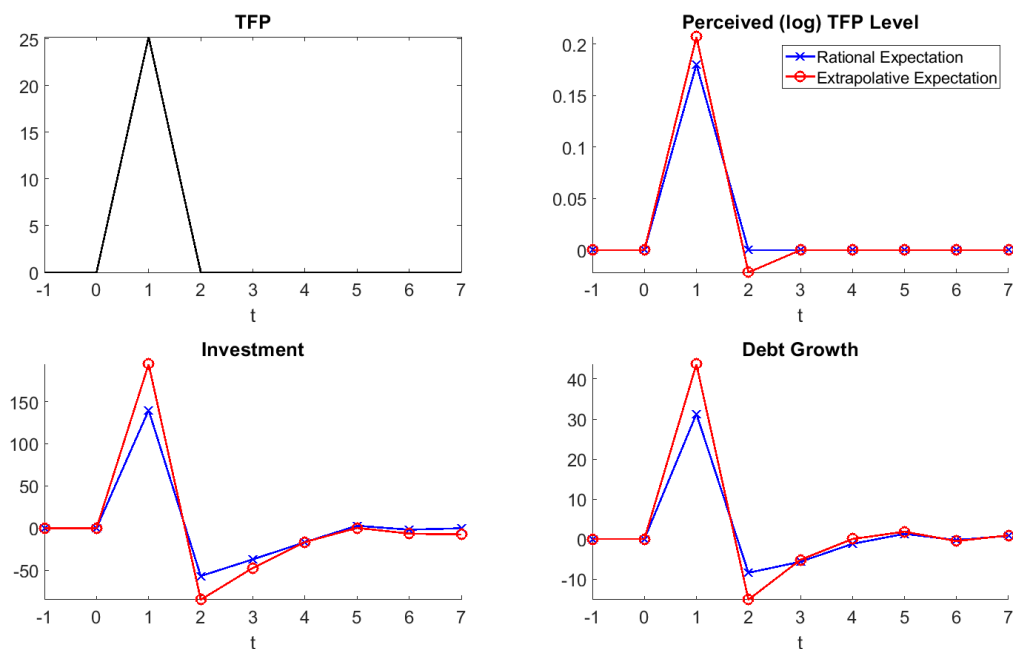 TFP
25
20
15
10
5
0
-1 0 1 2 3 4 5 6 7
Perceived (log) TFP Level
Rational Expectation
Extrapolative Expectation
0.2
0.15
0.1
0.05
0
-1 0 1 2 3 4 5 6 7
t
t
Investment
150
100
50
0
-50
-1 0 1 2 3 4 5 6 7
t
Debt Growth
40
30
20
10
0
-10
-1 0 1 2 3 4 5 6 7
t